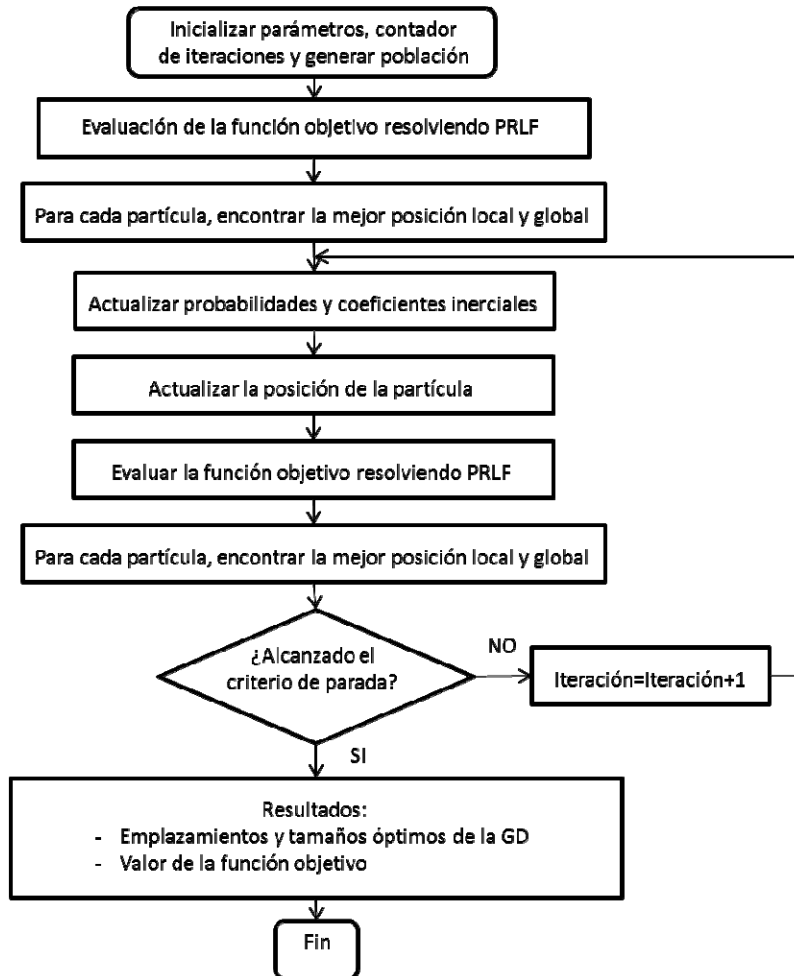 Inicializar parámetros, contador
de iteraciones y generar población
Evaluación de la función objetivo resolviendo PRLF
Para cada partícula, encontrar la mejor posición local y global
Actualizar probabilidades y coeficientes inerciales
Actualizar la posición de la partícula
Evaluar la función objetivo resolviendo PRLF
Para cada partícula, encontrar la mejor posición local y global
¿Alcanzado el
criterio de parada?
NO
Iteración=Iteración+1
SI
Resultados:
- Emplazamientos y tamaños óptimos de la GD
- Valor de la función objetivo
Fin